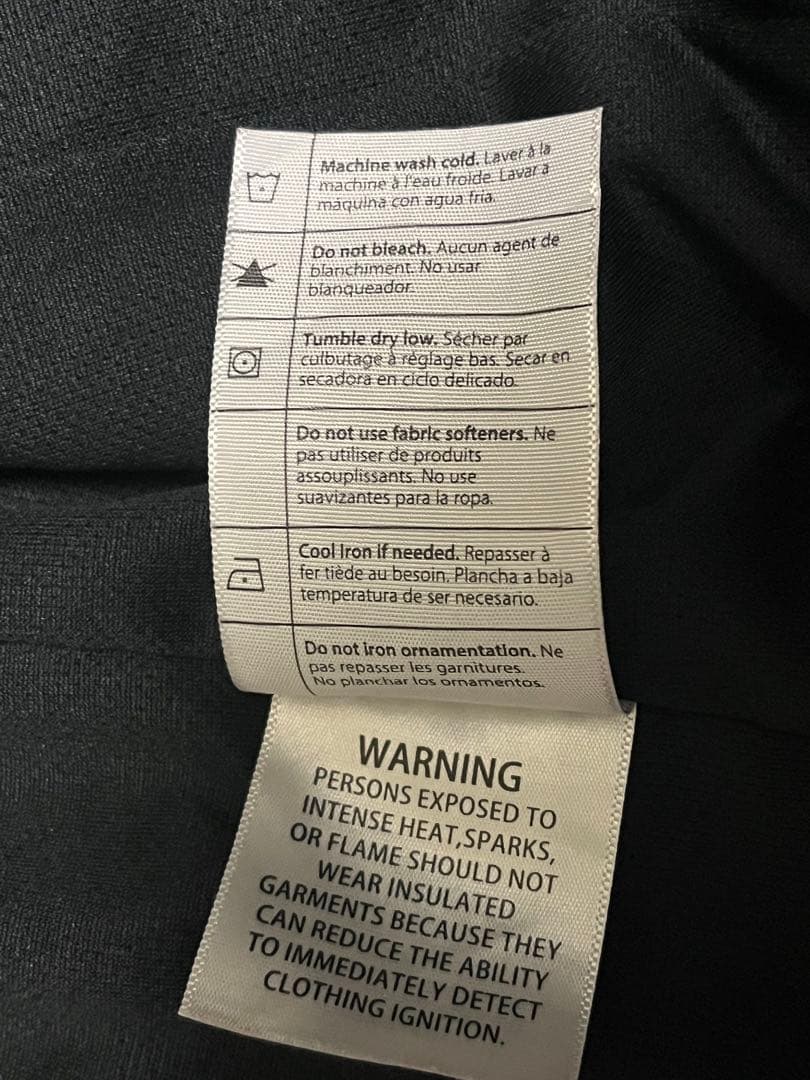 Machine wash cold. Laver à la
machine à l'eau froide. Lavar a
máquina con agua fria.
Do not bleach. Aucun agent de
blanchiment. No usar
blanqueador.
Tumble dry low. Sécher par
culbutage à réglage bas. Secar en
secadora en ciclo delicado.
Do not use fabric softeners. Ne
pas utiliser de produits
assouplissants. No use
suavizantes para la ropa.
Cool Iron if needed. Repasser à
fer tiède au besoin. Plancha a baja
temperatura de ser necesario.
Do not iron ornamentation. Ne
pas repasser les garnitures.
No planchar los ornamentos.
WARNING
PERSONS EXPOSED TO
INTENSE HEAT,SPARKS,
OR FLAME SHOULD NOT
WEAR INSULATED
GARMENTS BECAUSE THEY
CAN REDUCE THE ABILITY
TO IMMEDIATELY DETECT
CLOTHING IGNITION.